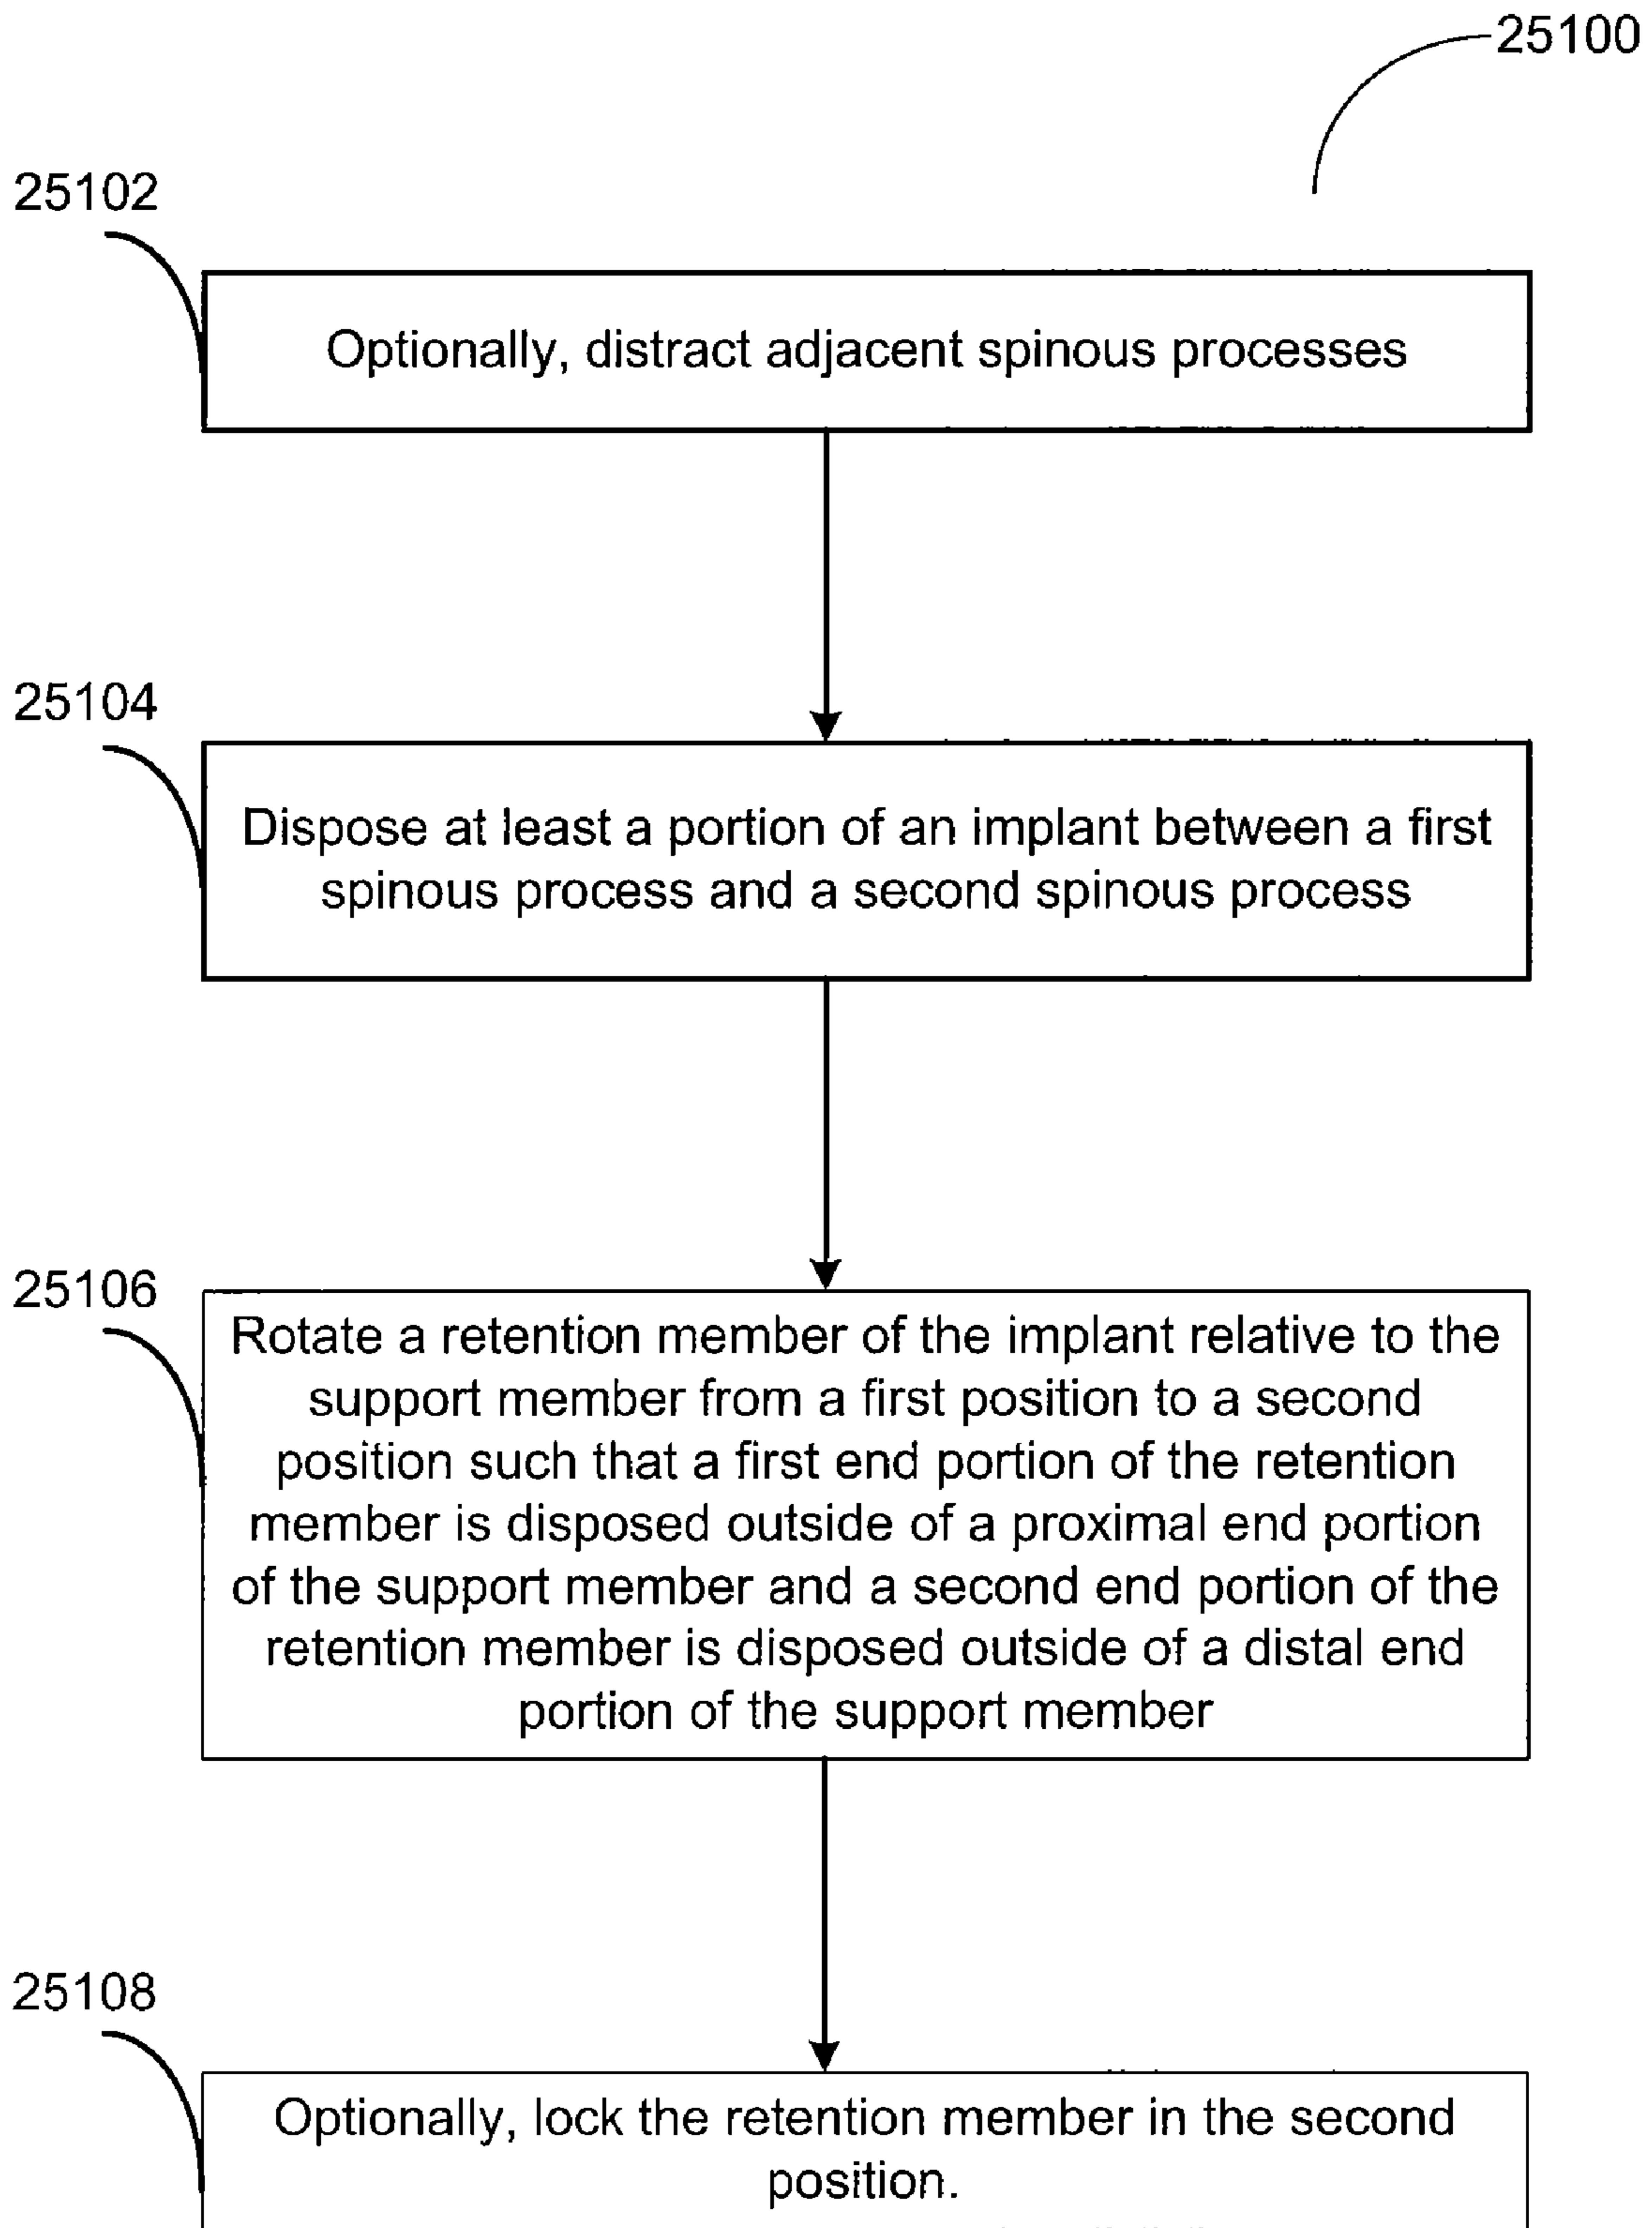 25100
25102
Optionally, distract adjacent spinous processes
25104
Dispose at least a portion of an implant between a first
spinous process and a second spinous process
25106
Rotate a retention member of the implant relative to the
support member from a first position to a second
position such that a first end portion of the retention
member is disposed outside of a proximal end portion
of the support member and a second end portion of the
retention member is disposed outside of a distal end
portion of the support member
25108
Optionally, lock the retention member in the second
position.